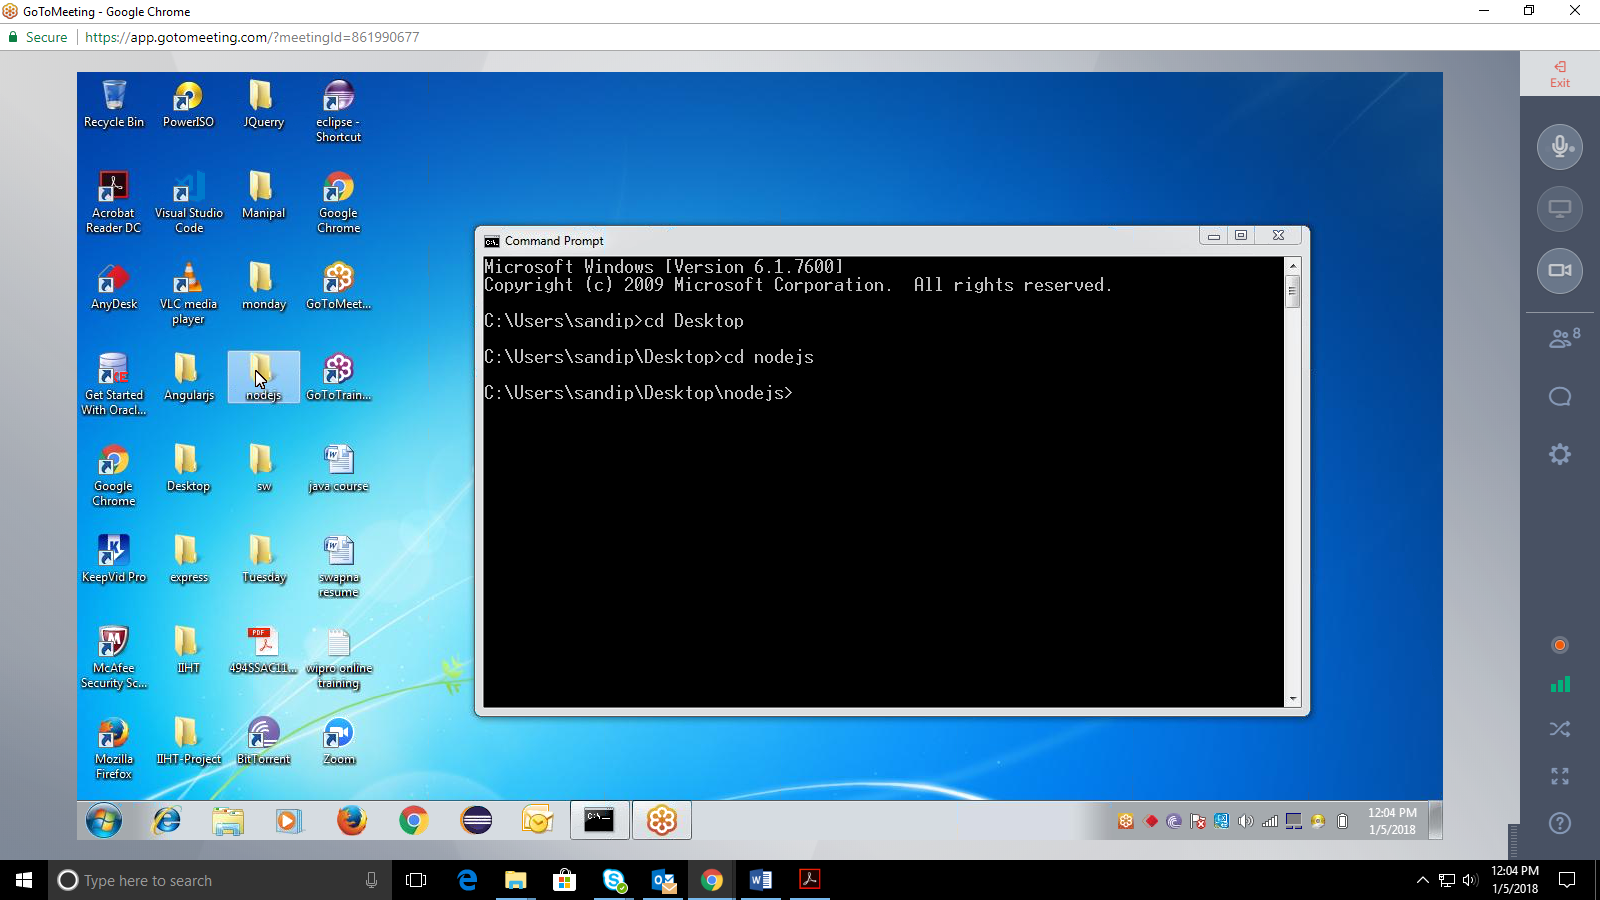 GoToMeeting - Google Chrome
Secure https://app.gotomeeting.com/?meetingId=861990677
Exit
8
Recycle Bin
PowerISO
JQuerry
eclipse -
Shortcut
Acrobat
Reader DC
Visual Studio
Code
Manipal
Google
Chrome
AnyDesk
VLC media
player
monday
GoToMeet...
Get Started
With Oracl...
Angularjs
nodejs
GoToTrain...
Google
Chrome
Desktop
sw
java course
KeepVid Pro
express
Tuesday
swapna
resume
McAfee
Security Sc...
IIHT
494SSAC11...
wipro online
training
Mozilla
Firefox
IIHT-Project
BitTorrent
Zoom
PDF
Command Prompt
Microsoft Windows [Version 6.1.7600]
Copyright (c) 2009 Microsoft Corporation.  All rights reserved.
C:\Users\sandip>cd Desktop
C:\Users\sandip\Desktop>cd nodejs
C:\Users\sandip\Desktop\nodejs>
12:04 PM
1/5/2018
Type here to search
12:04 PM
1/5/2018